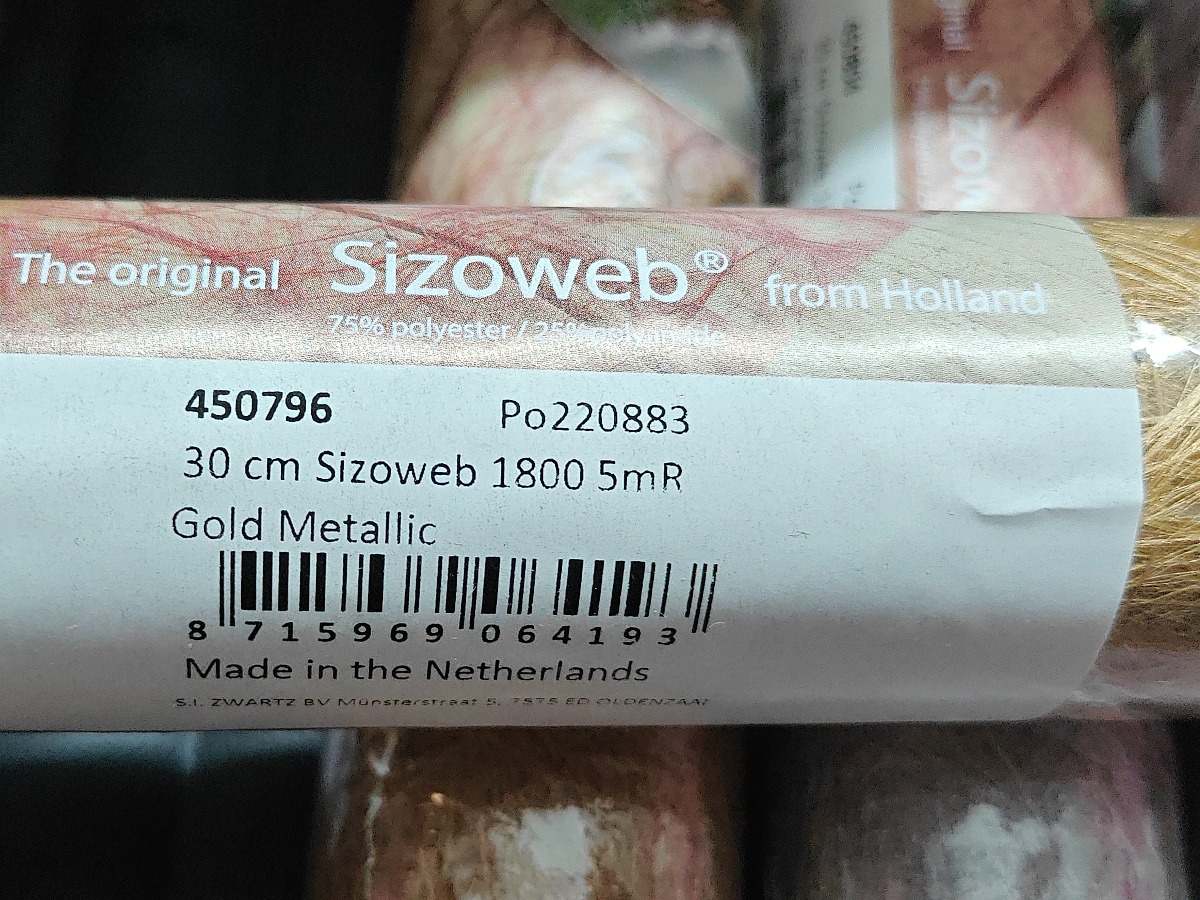 Sizow
The original Sizoweb® from Holland
75% polyester / 25% polyamide
450796 Po220883
30 cm Sizoweb 1800 5mR
Gold Metallic
8 715969 064193
Made in the Netherlands
S.I. ZWARTZ BV Münsterstraat 5, 7575 ED OLDENZAAL